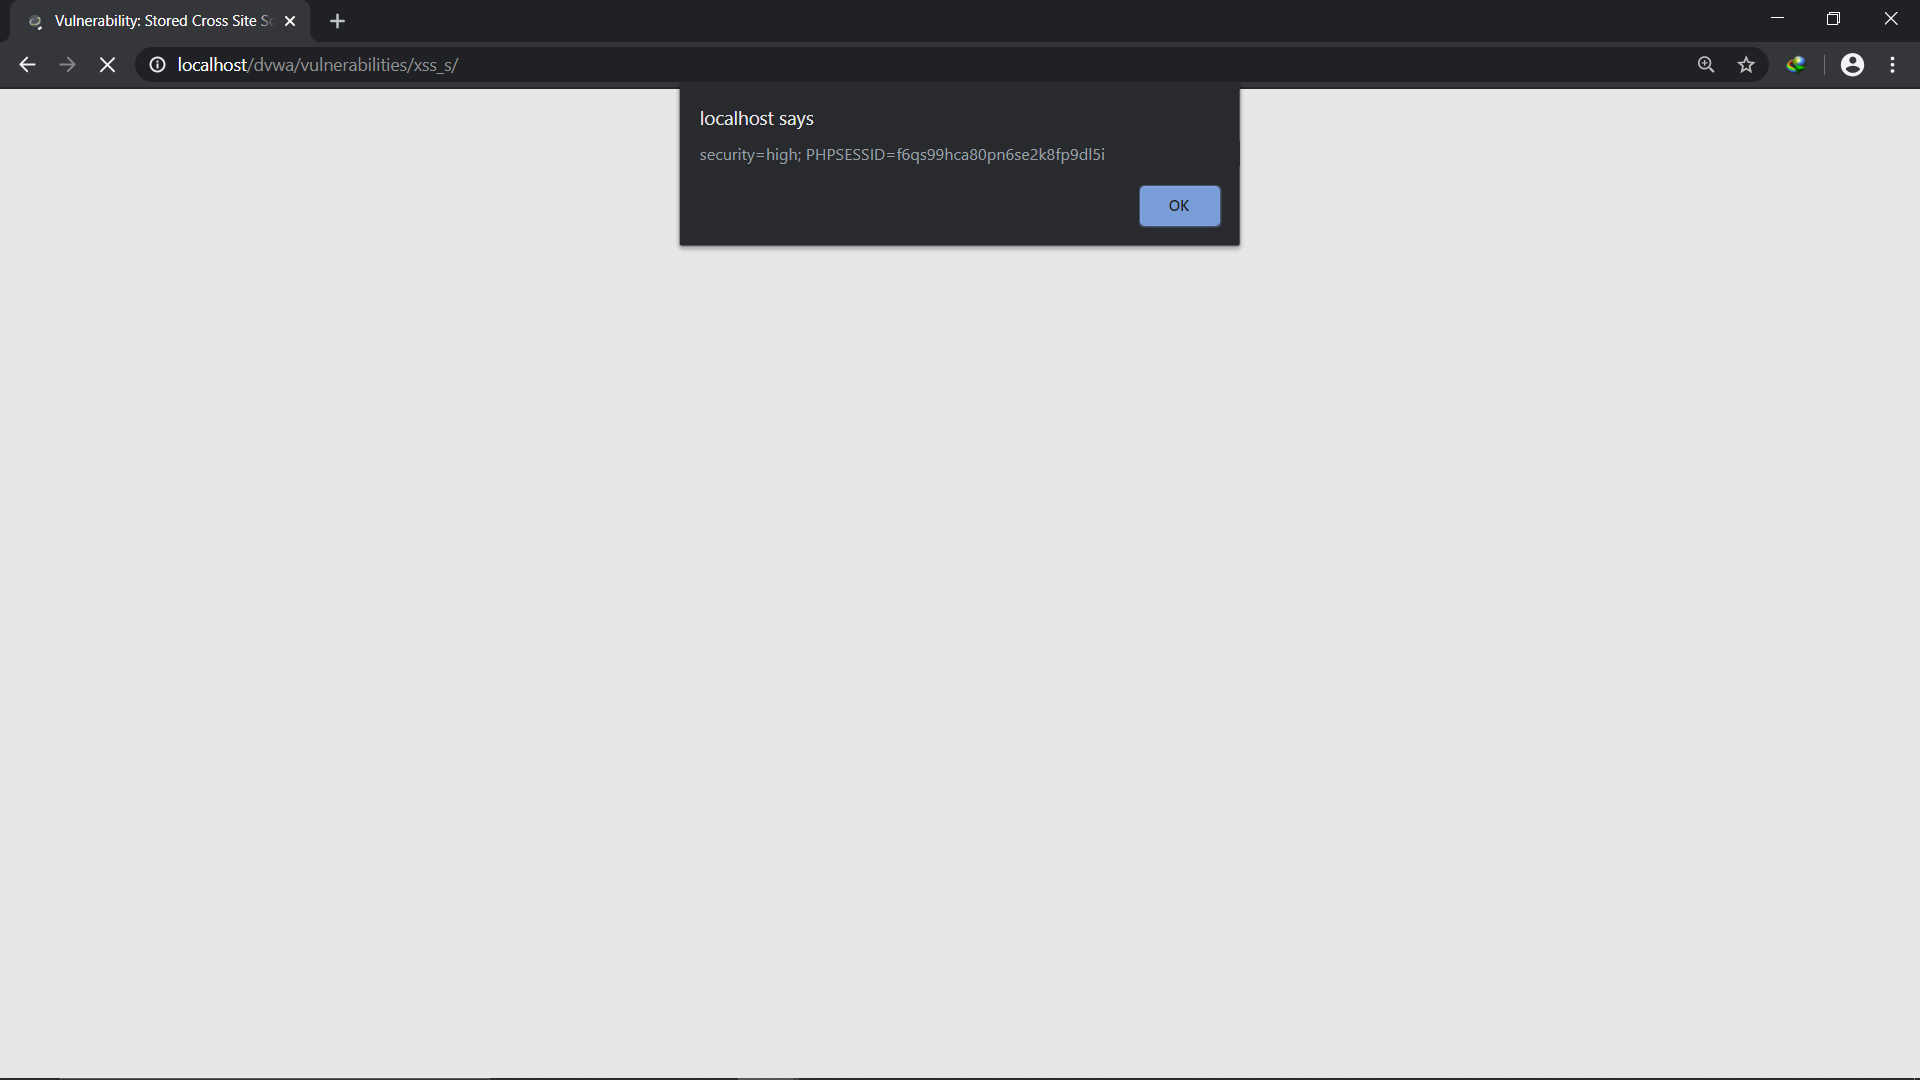 Vulnerability: Stored Cross Site Sc
localhost/dvwa/vulnerabilities/xss_s/
localhost says
security=high; PHPSESSID=f6qs99hca80pn6se2k8fp9dl5i
OK